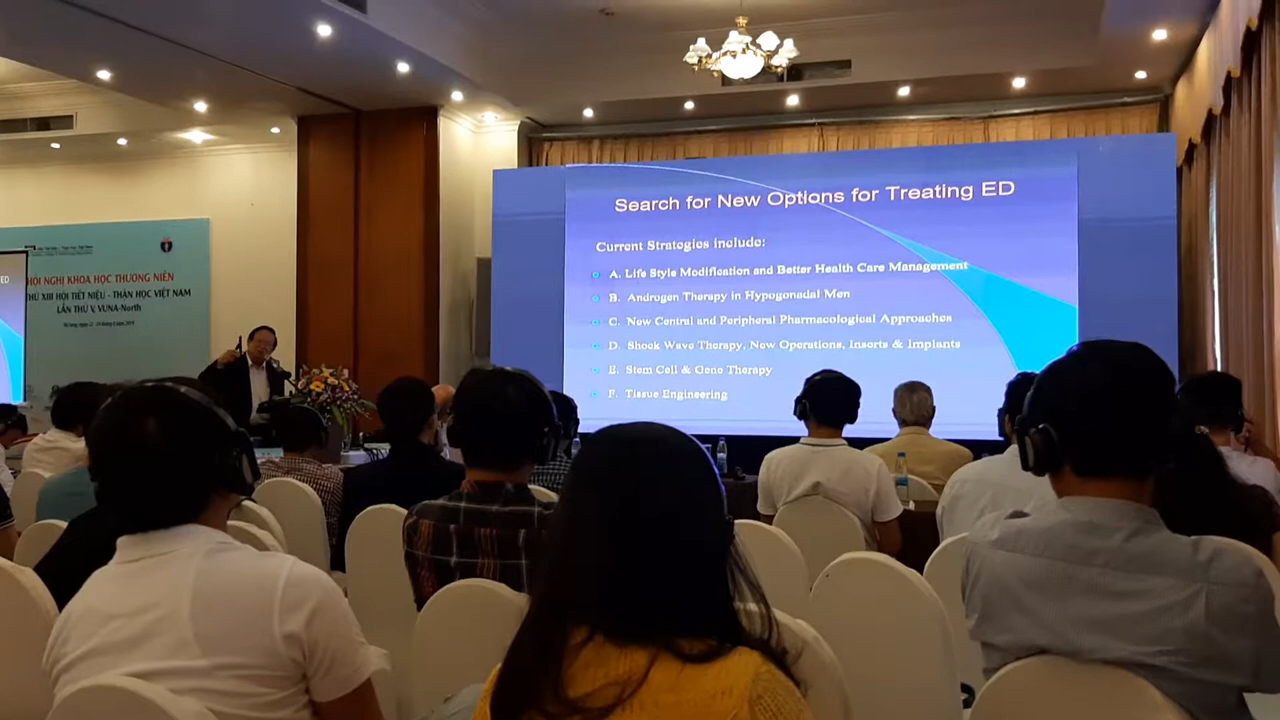 ED
HỘI NGHỊ KHOA HỌC THƯỜNG NIÊN
THỨ XIII HỘI TIẾT NIỆU - THẬN HỌC VIỆT NAM
LẦN THỨ V, VUNA-North
Search for New Options for Treating ED
Current Strategies include:
A. Life Style Modification and Better Health Care Management
B. Androgen Therapy in Hypogonadal Men
C. New Central and Peripheral Pharmacological Approaches
D. Shock Wave Therapy, New Operations, Inserts & Implants
E. Stem Cell & Gene Therapy
F. Tissue Engineering